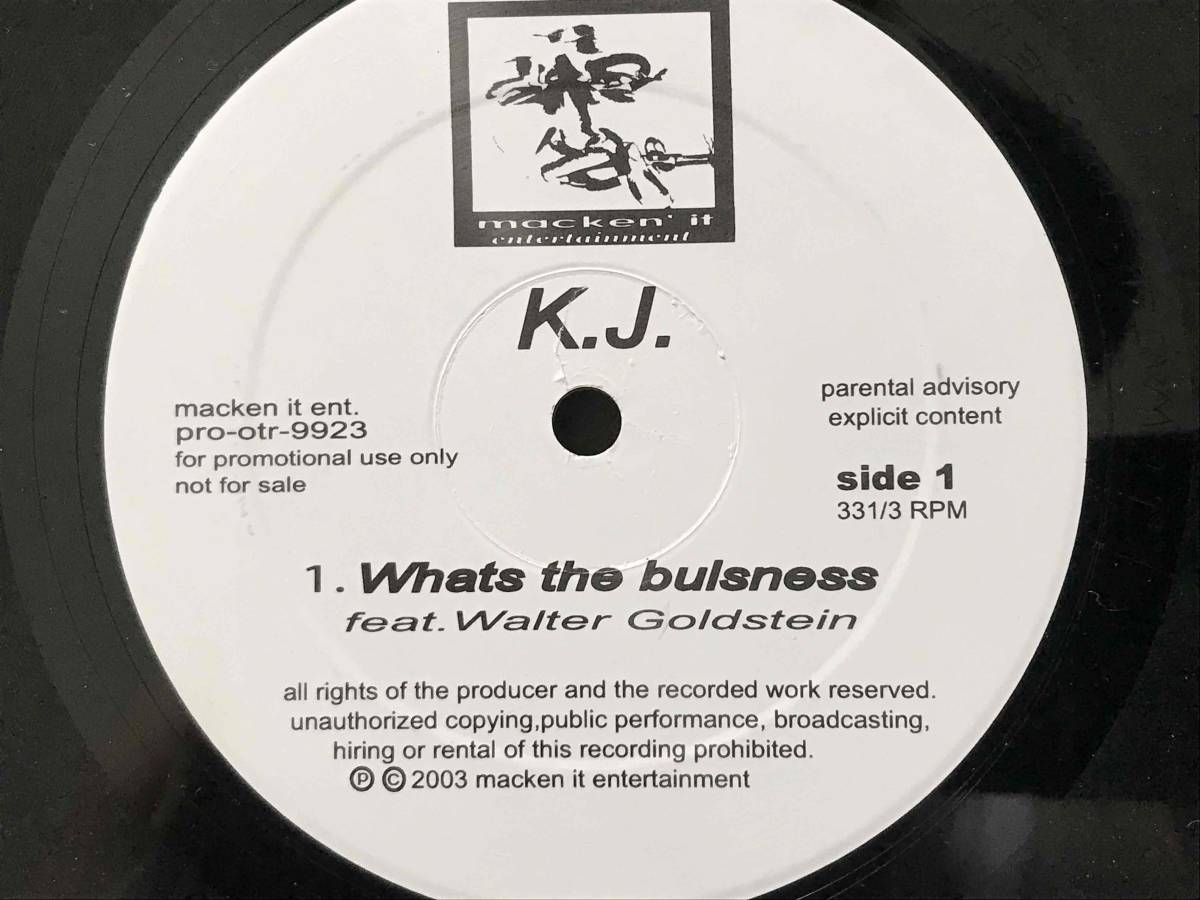 macken' it
entertainment
K.J.
macken it ent.
pro-otr-9923
for promotional use only
not for sale
parental advisory
explicit content
side 1
331/3 RPM
1. Whats the bulsness
feat. Walter Goldstein
all rights of the producer and the recorded work reserved.
unauthorized copying,public performance, broadcasting,
hiring or rental of this recording prohibited.
℗ © 2003 macken it entertainment